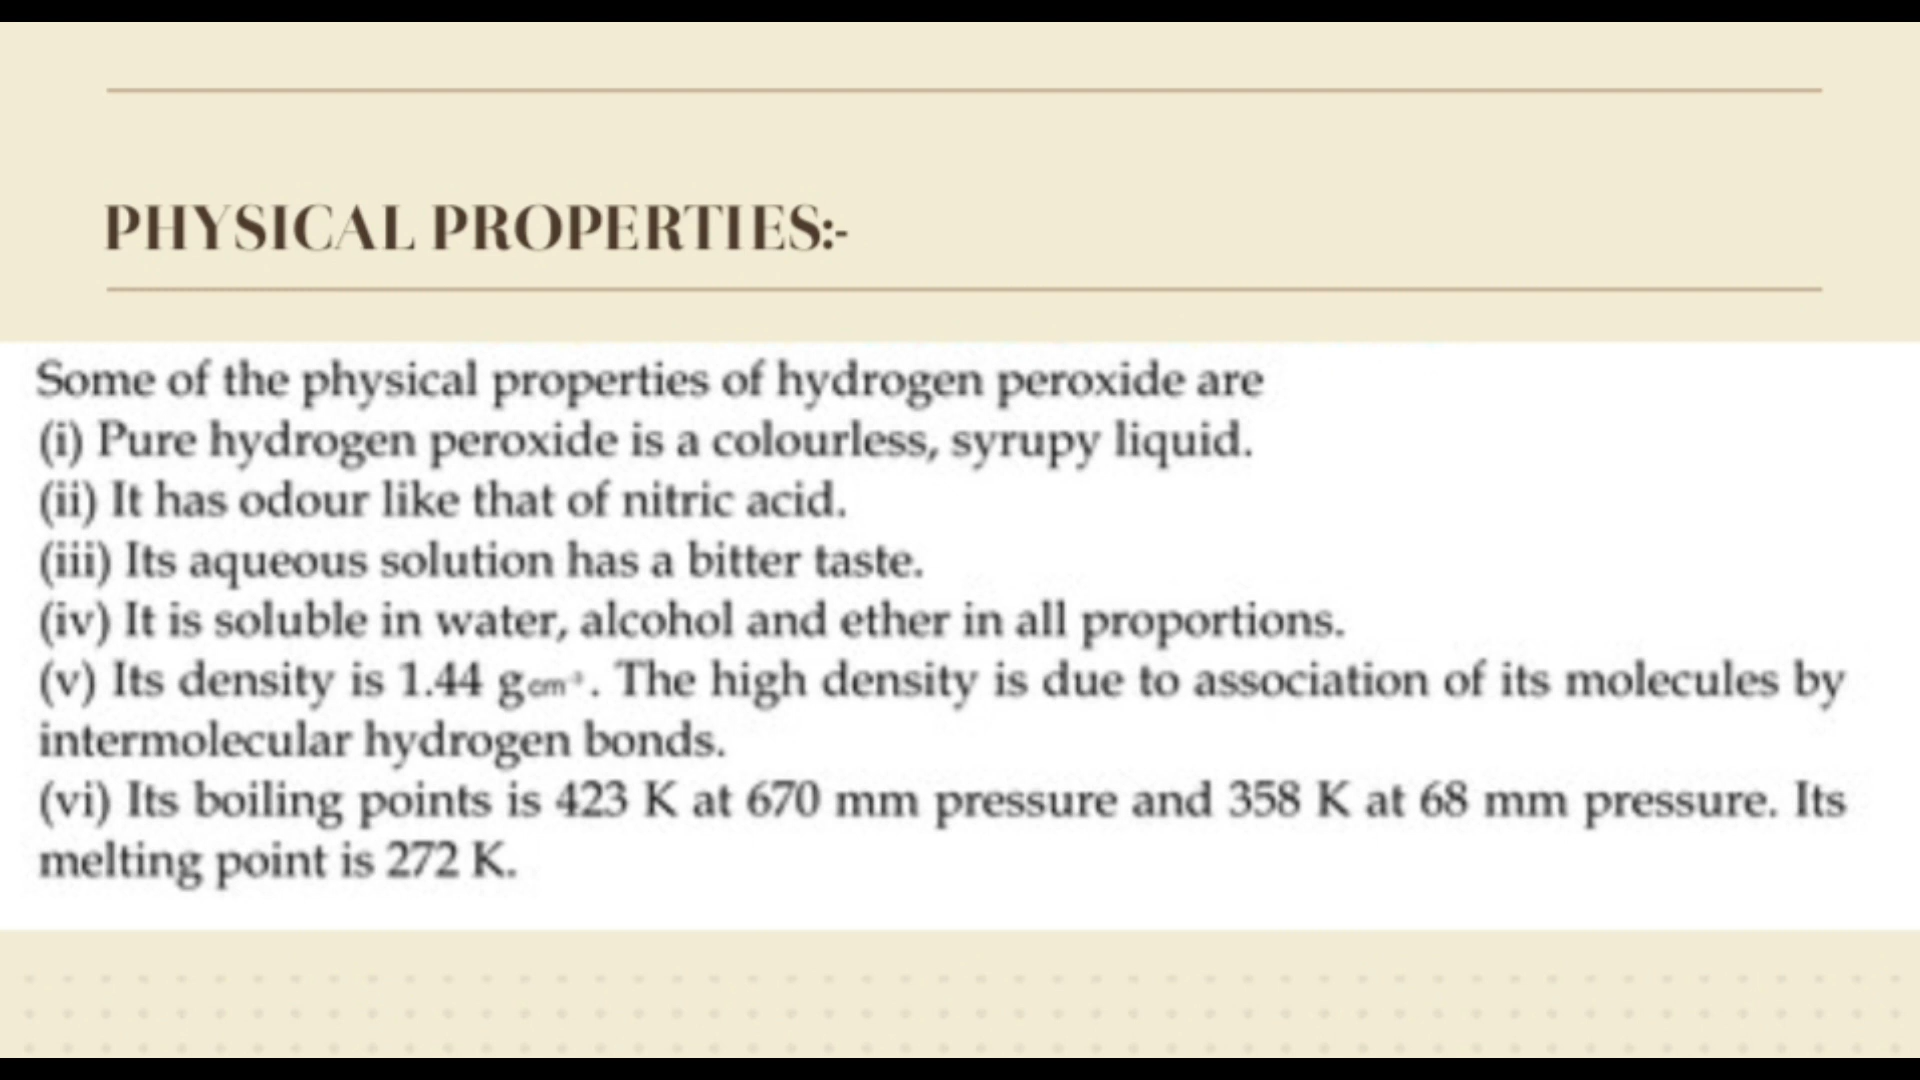 PHYSICAL PROPERTIES:-
Some of the physical properties of hydrogen peroxide are
(i) Pure hydrogen peroxide is a colourless, syrupy liquid.
(ii) It has odour like that of nitric acid.
(iii) Its aqueous solution has a bitter taste.
(iv) It is soluble in water, alcohol and ether in all proportions.
(v) Its density is 1.44 gcm⁻³. The high density is due to association of its molecules by
intermolecular hydrogen bonds.
(vi) Its boiling points is 423 K at 670 mm pressure and 358 K at 68 mm pressure. Its
melting point is 272 K.